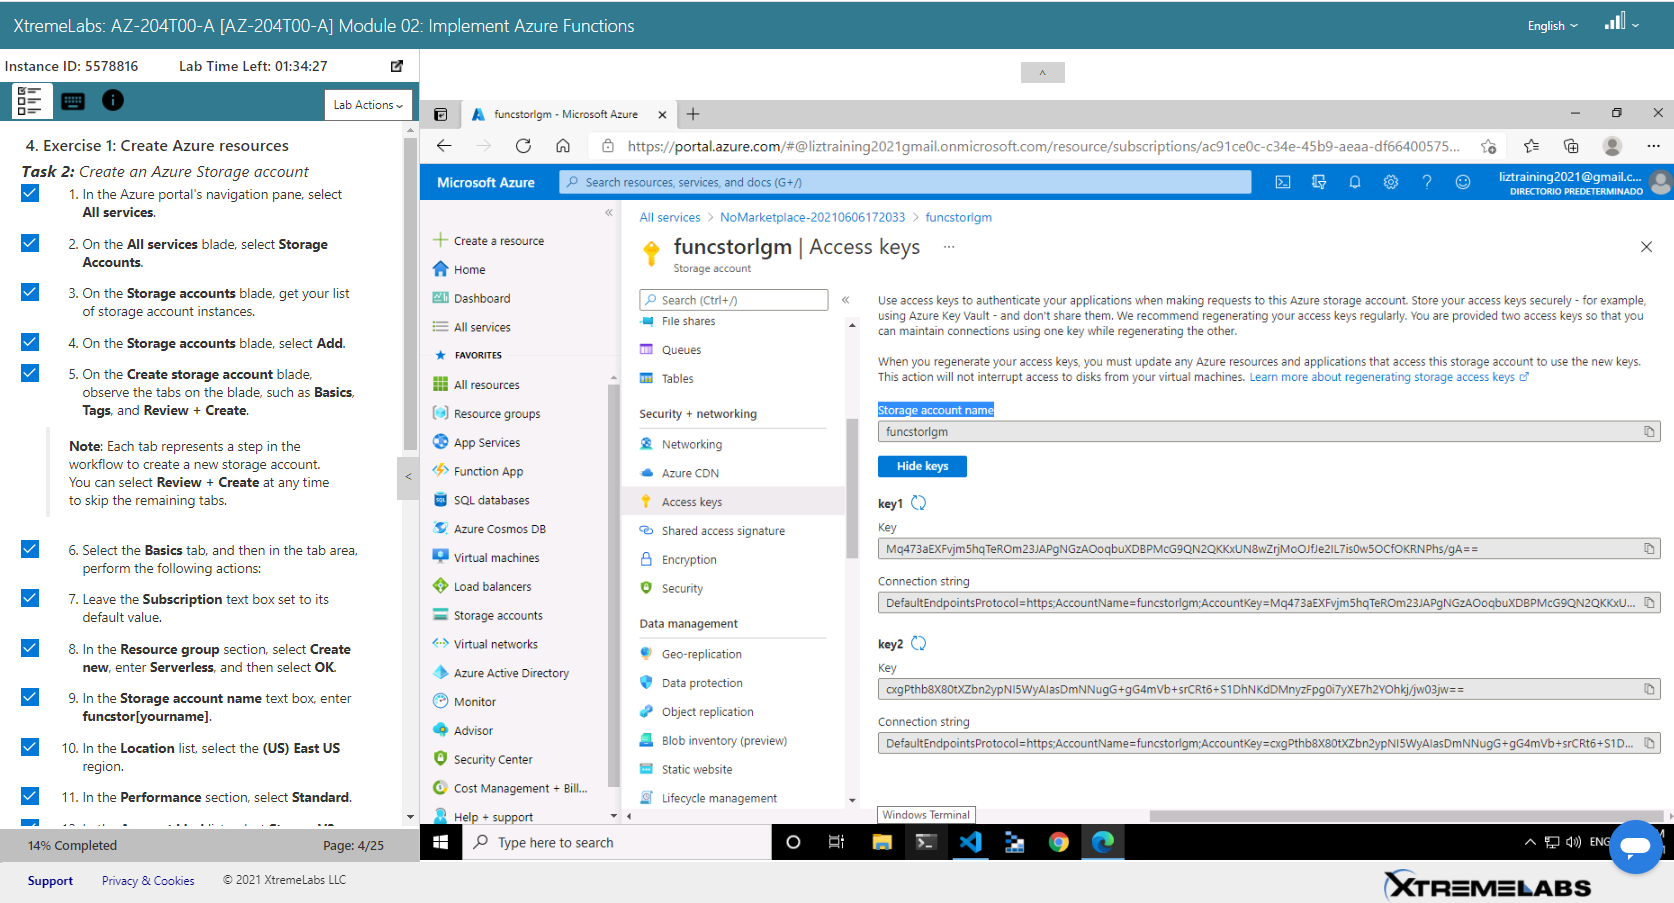 XtremeLabs: AZ-204T00-A [AZ-204T00-A] Module 02: Implement Azure Functions
English
Instance ID: 5578816
Lab Time Left: 01:34:27
Lab Actions
4. Exercise 1: Create Azure resources
Task 2: Create an Azure Storage account
1. In the Azure portal's navigation pane, select
All services.
2. On the All services blade, select Storage
Accounts.
3. On the Storage accounts blade, get your list
of storage account instances.
4. On the Storage accounts blade, select Add.
5. On the Create storage account blade,
observe the tabs on the blade, such as Basics,
Tags, and Review + Create.
Note: Each tab represents a step in the
workflow to create a new storage account.
You can select Review + Create at any time
to skip the remaining tabs.
6. Select the Basics tab, and then in the tab area,
perform the following actions:
7. Leave the Subscription text box set to its
default value.
8. In the Resource group section, select Create
new, enter Serverless, and then select OK.
9. In the Storage account name text box, enter
funcstor[yourname].
10. In the Location list, select the (US) East US
region.
11. In the Performance section, select Standard.
14% Completed
Page: 4/25
Support
Privacy & Cookies
© 2021 XtremeLabs LLC
funcstorlgm - Microsoft Azure
https://portal.azure.com/#@liztraining2021gmail.onmicrosoft.com/resource/subscriptions/ac91ce0c-c34e-45b9-aeaa-df66400575...
Microsoft Azure
Search resources, services, and docs (G+/)
liztraining2021@gmail.c...
DIRECTORIO PREDETERMINADO
Create a resource
Home
Dashboard
All services
FAVORITES
All resources
Resource groups
App Services
Function App
SQL databases
Azure Cosmos DB
Virtual machines
Load balancers
Storage accounts
Virtual networks
Azure Active Directory
Monitor
Advisor
Security Center
Cost Management + Bill...
Help + support
All services > NoMarketplace-20210606172033 > funcstorlgm
funcstorlgm | Access keys ...
Storage account
Search (Ctrl+/)
File shares
Queues
Tables
Security + networking
Networking
Azure CDN
Access keys
Shared access signature
Encryption
Security
Data management
Geo-replication
Data protection
Object replication
Blob inventory (preview)
Static website
Lifecycle management
Use access keys to authenticate your applications when making requests to this Azure storage account. Store your access keys securely - for example,
using Azure Key Vault - and don't share them. We recommend regenerating your access keys regularly. You are provided two access keys so that you
can maintain connections using one key while regenerating the other.
When you regenerate your access keys, you must update any Azure resources and applications that access this storage account to use the new keys.
This action will not interrupt access to disks from your virtual machines. Learn more about regenerating storage access keys
Storage account name
funcstorlgm
Hide keys
key1
Key
Mq473aEXFvjm5hqTeROm23JAPgNGzAOoqbuXDBPMcG9QN2QKKxUN8wZrjMoOJfJe2IL7is0w5OCfOKRNPhs/gA==
Connection string
DefaultEndpointsProtocol=https;AccountName=funcstorlgm;AccountKey=Mq473aEXFvjm5hqTeROm23JAPgNGzAOoqbuXDBPMcG9QN2QKKxU...
key2
Key
cxgPthb8X80tXZbn2ypNI5WyAIasDmNNugG+gG4mVb+srCRt6+S1DhNKdDMnyzFpg0i7yXE7h2YOhkj/jw03jw==
Connection string
DefaultEndpointsProtocol=https;AccountName=funcstorlgm;AccountKey=cxgPthb8X80tXZbn2ypNI5WyAIasDmNNugG+gG4mVb+srCRt6+S1D...
Windows Terminal
Type here to search
ENG
XTREMELABS